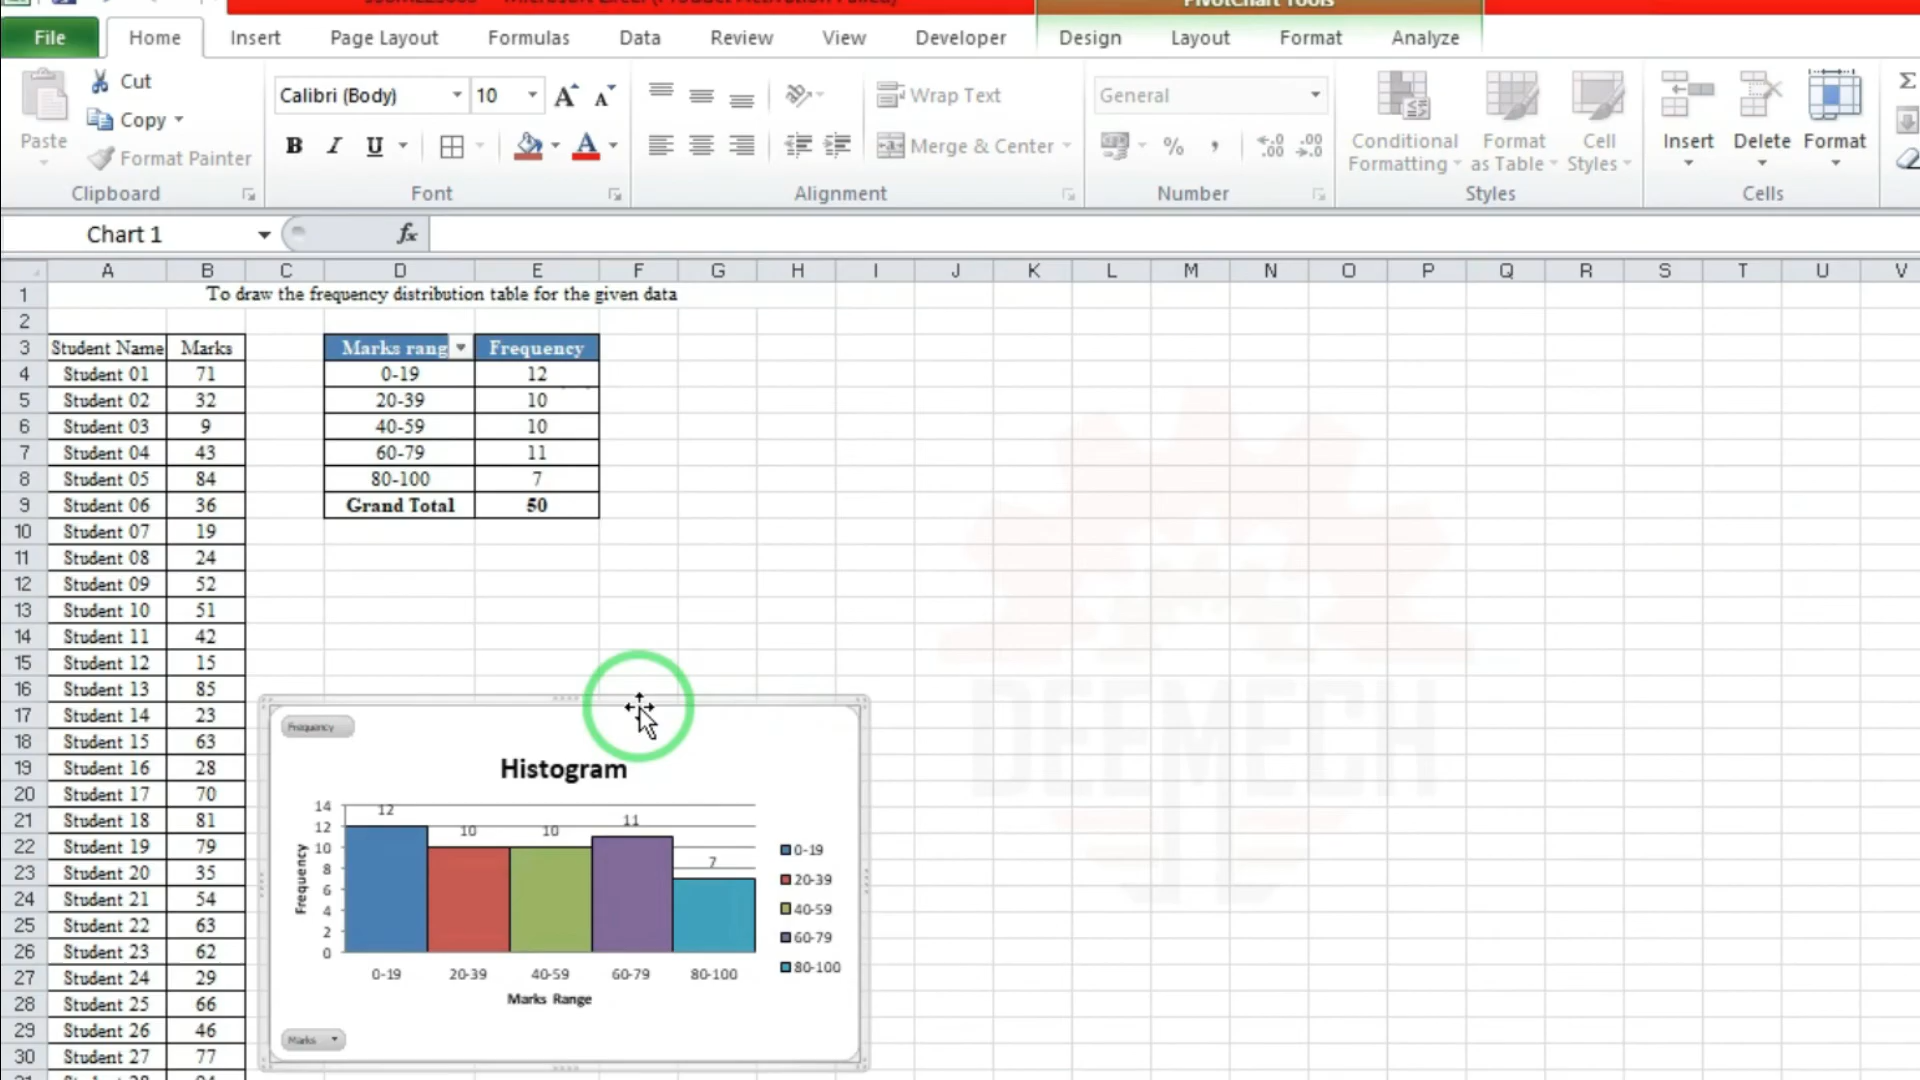 PivotChart Tools
File Home Insert Page Layout Formulas Data Review View Developer Design Layout Format Analyze
Cut
Copy
Format Painter
Paste
Calibri (Body) 10
B I U
Wrap Text
Merge & Center
General
% ,
Conditional Formatting
Format as Table
Cell Styles
Insert Delete Format
Clipboard Font Alignment Number Styles Cells
Chart 1 fx
A B C D E F G H I J K L M N O P Q R S T U V
1 To draw the frequency distribution table for the given data
2
3 Student Name Marks Marks rang Frequency
4 Student 01 71 0-19 12
5 Student 02 32 20-39 10
6 Student 03 9 40-59 10
7 Student 04 43 60-79 11
8 Student 05 84 80-100 7
9 Student 06 36 Grand Total 50
10 Student 07 19
11 Student 08 24
12 Student 09 52
13 Student 10 51
14 Student 11 42
15 Student 12 15
16 Student 13 85
17 Student 14 23
18 Student 15 63
19 Student 16 28
20 Student 17 70
21 Student 18 81
22 Student 19 79
23 Student 20 35
24 Student 21 54
25 Student 22 63
26 Student 23 62
27 Student 24 29
28 Student 25 66
29 Student 26 46
30 Student 27 77
Frequency
Histogram
14
12
10
8
6
4
2
0
12 10 10 11 7
Frequency
0-19 20-39 40-59 60-79 80-100
Marks Range
0-19
20-39
40-59
60-79
80-100
Marks
DEEMECH